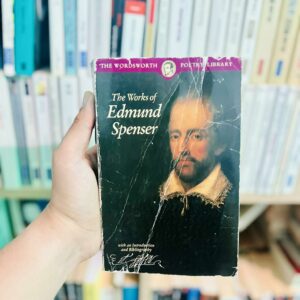 THE WORDSWORTH POETRY LIBRARY
The Works of
Edmund
Spenser
with an Introduction
and Bibliography